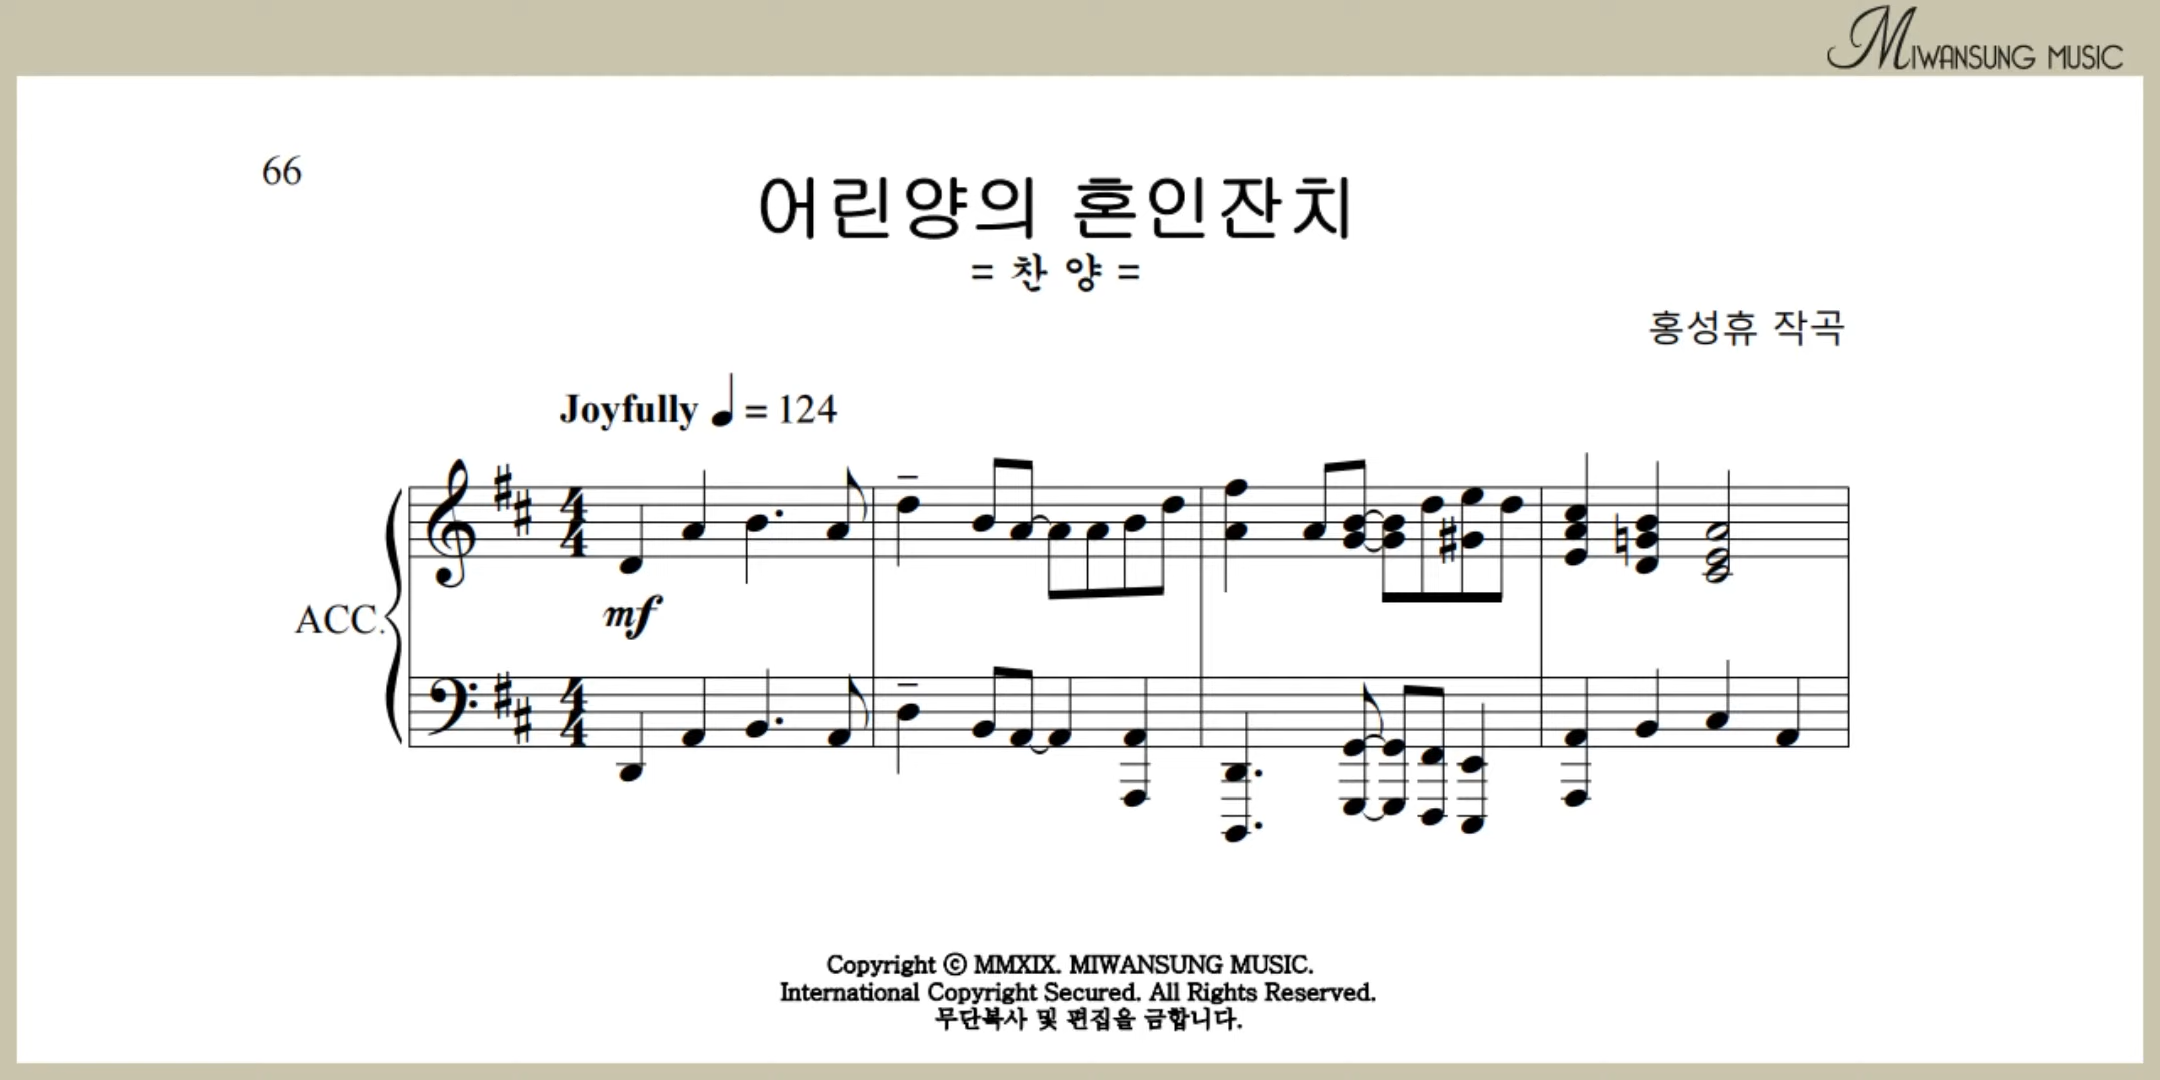 MIWANSUNG MUSIC
66
어린양의 혼인잔치
= 찬 양 =
홍성휴 작곡
Joyfully ♩ = 124
ACC.
mf
Copyright ⓒ MMXIX. MIWANSUNG MUSIC.
International Copyright Secured. All Rights Reserved.
무단복사 및 편집을 금합니다.